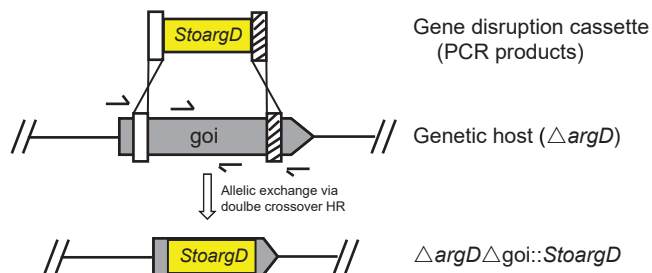 StoargD
Gene disruption cassette
(PCR products)
goi
Genetic host (△argD)
Allelic exchange via
doulbe crossover HR
StoargD
△argD△goi::StoargD